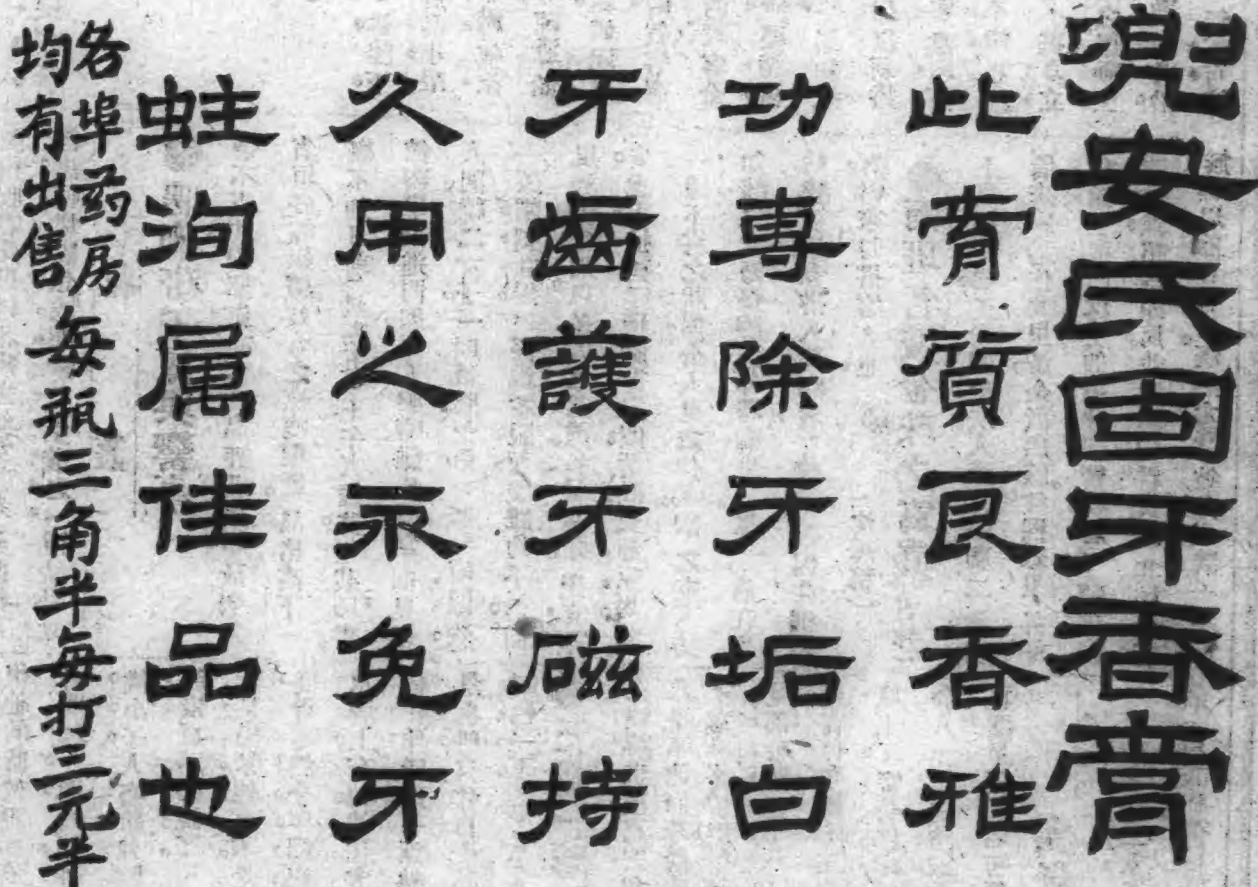 兜安氏固牙香膏
此膏質良香雅
功專除牙垢白
牙齒護牙磁持
久用之永免牙
蛀洵属佳品也
各埠药房
均有出售
每瓶三角半每打三元半